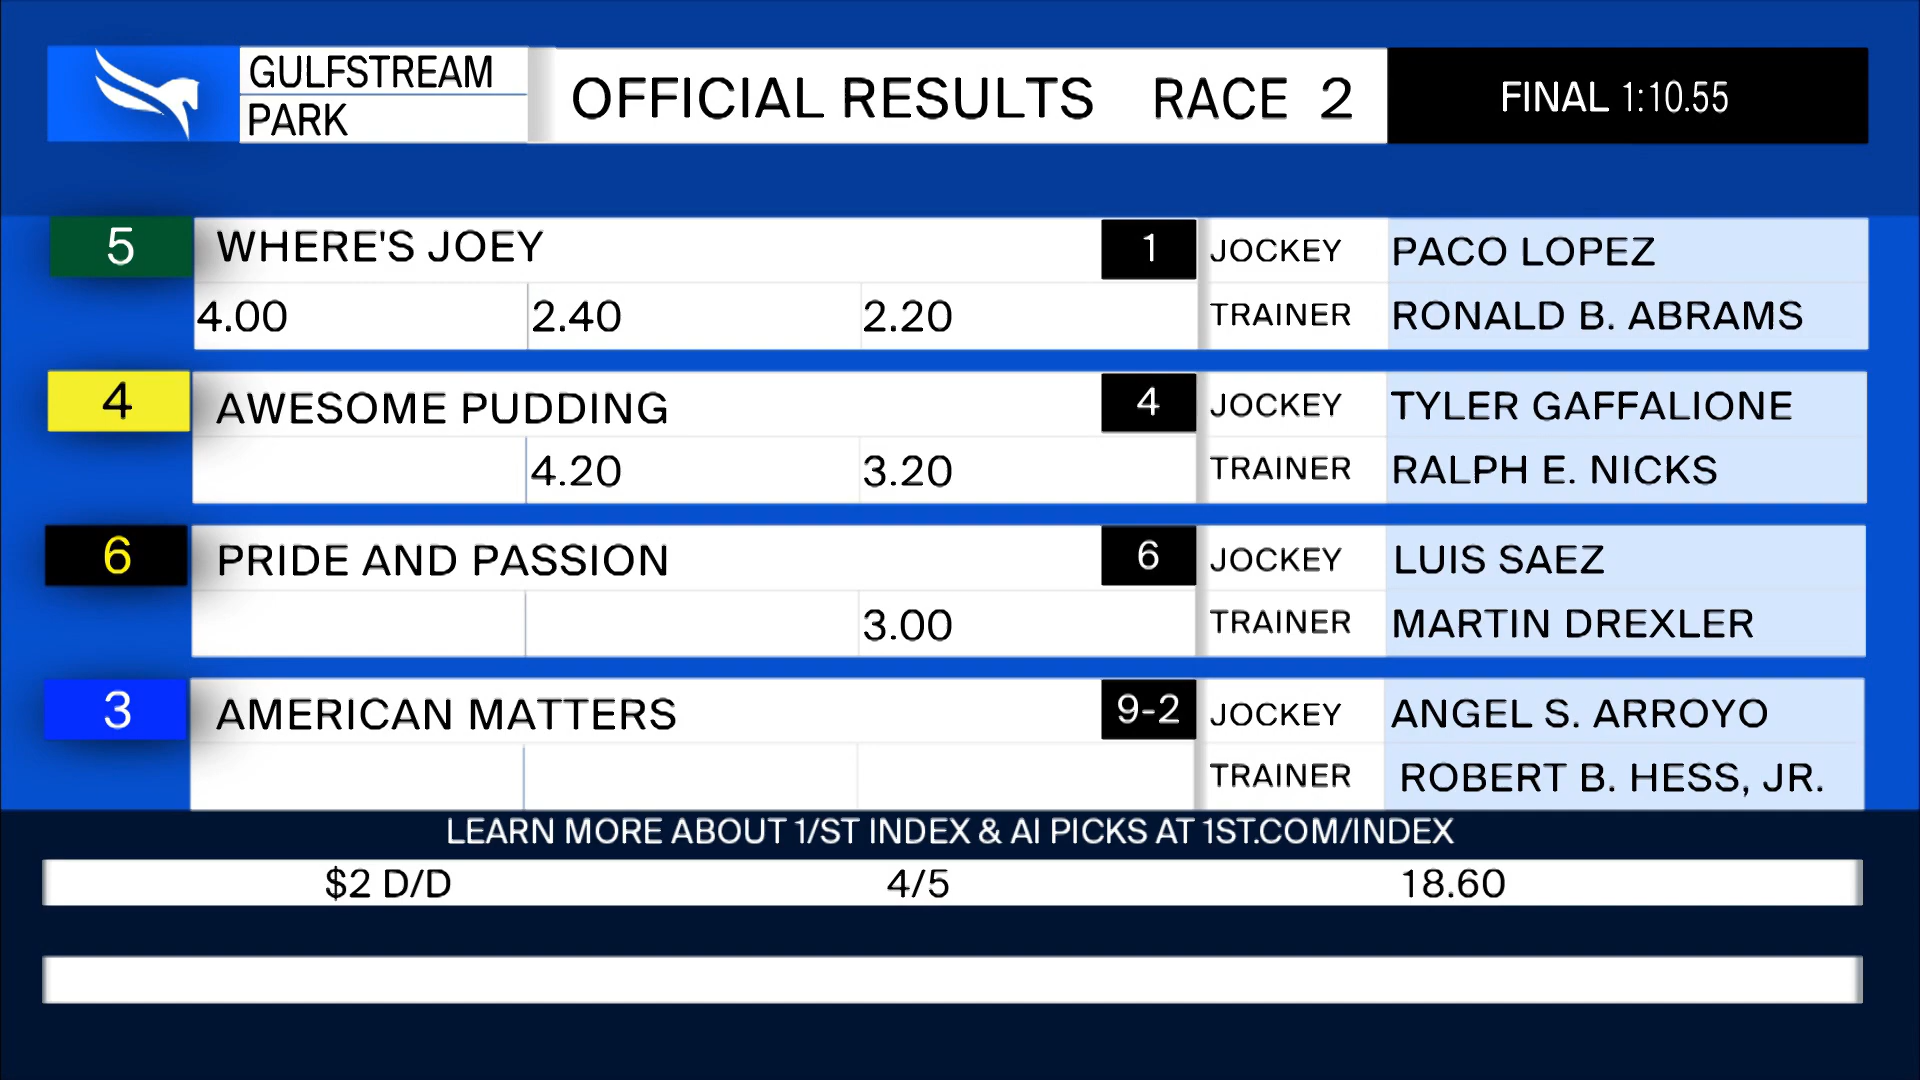 GULFSTREAM
PARK
OFFICIAL RESULTS RACE 2
FINAL 1:10.55
5 WHERE'S JOEY 1 JOCKEY PACO LOPEZ
4.00 2.40 2.20 TRAINER RONALD B. ABRAMS
4 AWESOME PUDDING 4 JOCKEY TYLER GAFFALIONE
4.20 3.20 TRAINER RALPH E. NICKS
6 PRIDE AND PASSION 6 JOCKEY LUIS SAEZ
3.00 TRAINER MARTIN DREXLER
3 AMERICAN MATTERS 9-2 JOCKEY ANGEL S. ARROYO
TRAINER ROBERT B. HESS, JR.
LEARN MORE ABOUT 1/ST INDEX & AI PICKS AT 1ST.COM/INDEX
$2 D/D 4/5 18.60